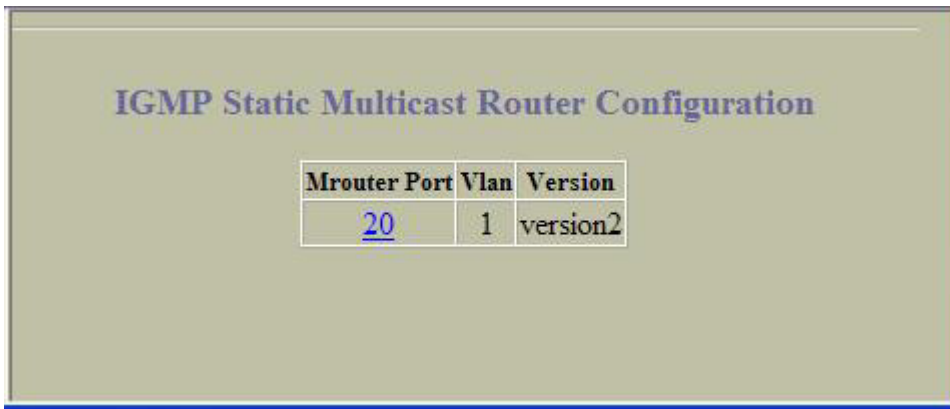 IGMP Static Multicast Router Configuration
Mrouter Port Vlan Version
20 1 version2